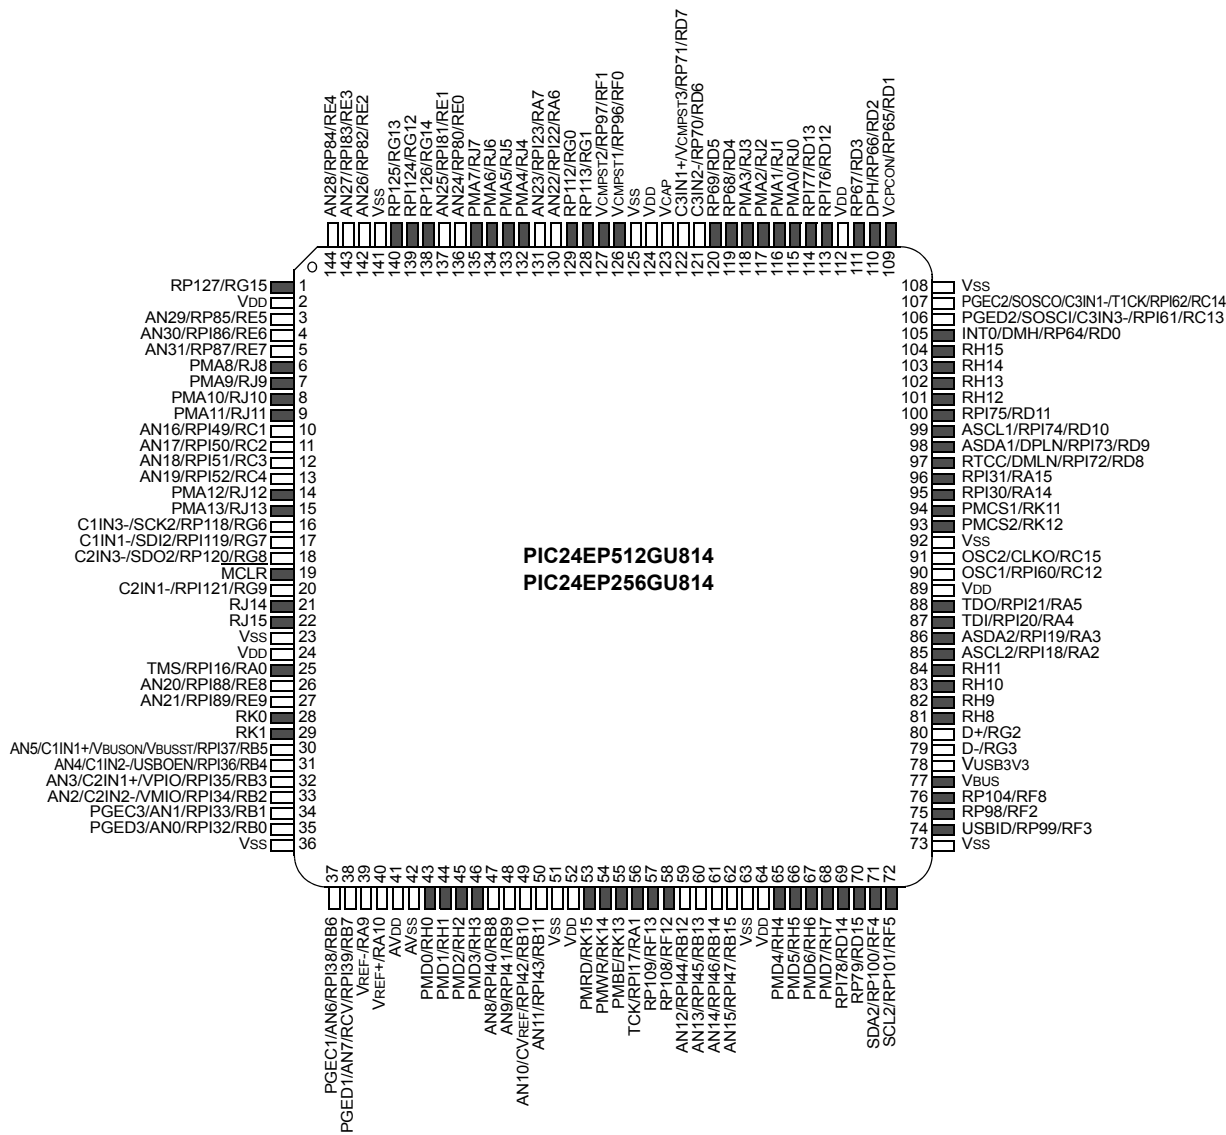 AN28/RP84/RE4
AN27/RPI83/RE3
AN26/RP82/RE2
VSS
RP125/RG13
RPI124/RG12
RP126/RG14
AN25/RPI81/RE1
AN24/RP80/RE0
PMA7/RJ7
PMA6/RJ6
PMA5/RJ5
PMA4/RJ4
AN23/RPI23/RA7
AN22/RPI22/RA6
RP112/RG0
RP113/RG1
VCMPST2/RP97/RF1
VCMPST1/RP96/RF0
VSS
VDD
VCAP
C3IN1+/VCMPST3/RP71/RD7
C3IN2-/RP70/RD6
RP69/RD5
RP68/RD4
PMA3/RJ3
PMA2/RJ2
PMA1/RJ1
PMA0/RJ0
RPI77/RD13
RPI76/RD12
VDD
RP67/RD3
DPH/RP66/RD2
VCPCON/RP65/RD1
144
143
142
141
140
139
138
137
136
135
134
133
132
131
130
129
128
127
126
125
124
123
122
121
120
119
118
117
116
115
114
113
112
111
110
109
RP127/RG15 1
VDD 2
AN29/RP85/RE5 3
AN30/RPI86/RE6 4
AN31/RP87/RE7 5
PMA8/RJ8 6
PMA9/RJ9 7
PMA10/RJ10 8
PMA11/RJ11 9
AN16/RPI49/RC1 10
AN17/RPI50/RC2 11
AN18/RPI51/RC3 12
AN19/RPI52/RC4 13
PMA12/RJ12 14
PMA13/RJ13 15
C1IN3-/SCK2/RP118/RG6 16
C1IN1-/SDI2/RPI119/RG7 17
C2IN3-/SDO2/RP120/RG8 18
MCLR 19
C2IN1-/RPI121/RG9 20
RJ14 21
RJ15 22
VSS 23
VDD 24
TMS/RPI16/RA0 25
AN20/RPI88/RE8 26
AN21/RPI89/RE9 27
RK0 28
RK1 29
AN5/C1IN1+/VBUSON/VBUSST/RPI37/RB5 30
AN4/C1IN2-/USBOEN/RPI36/RB4 31
AN3/C2IN1+/VPIO/RPI35/RB3 32
AN2/C2IN2-/VMIO/RPI34/RB2 33
PGEC3/AN1/RPI33/RB1 34
PGED3/AN0/RPI32/RB0 35
VSS 36
PIC24EP512GU814
PIC24EP256GU814
108 VSS
107 PGEC2/SOSCO/C3IN1-/T1CK/RPI62/RC14
106 PGED2/SOSCI/C3IN3-/RPI61/RC13
105 INT0/DMH/RP64/RD0
104 RH15
103 RH14
102 RH13
101 RH12
100 RPI75/RD11
99 ASCL1/RPI74/RD10
98 ASDA1/DPLN/RPI73/RD9
97 RTCC/DMLN/RPI72/RD8
96 RPI31/RA15
95 RPI30/RA14
94 PMCS1/RK11
93 PMCS2/RK12
92 VSS
91 OSC2/CLKO/RC15
90 OSC1/RPI60/RC12
89 VDD
88 TDO/RPI21/RA5
87 TDI/RPI20/RA4
86 ASDA2/RPI19/RA3
85 ASCL2/RPI18/RA2
84 RH11
83 RH10
82 RH9
81 RH8
80 D+/RG2
79 D-/RG3
78 VUSB3V3
77 VBUS
76 RP104/RF8
75 RP98/RF2
74 USBID/RP99/RF3
73 VSS
37
38
39
40
41
42
43
44
45
46
47
48
49
50
51
52
53
54
55
56
57
58
59
60
61
62
63
64
65
66
67
68
69
70
71
72
PGEC1/AN6/RPI38/RB6
PGED1/AN7/RCV/RPI39/RB7
VREF-/RA9
VREF+/RA10
AVDD
AVSS
PMD0/RH0
PMD1/RH1
PMD2/RH2
PMD3/RH3
AN8/RPI40/RB8
AN9/RPI41/RB9
AN10/CVREF/RPI42/RB10
AN11/RPI43/RB11
VSS
VDD
PMRD/RK15
PMWR/RK14
PMBE/RK13
TCK/RPI17/RA1
RP109/RF13
RP108/RF12
AN12/RPI44/RB12
AN13/RPI45/RB13
AN14/RPI46/RB14
AN15/RPI47/RB15
VSS
VDD
PMD4/RH4
PMD5/RH5
PMD6/RH6
PMD7/RH7
RPI78/RD14
RP79/RD15
SDA2/RP100/RF4
SCL2/RP101/RF5